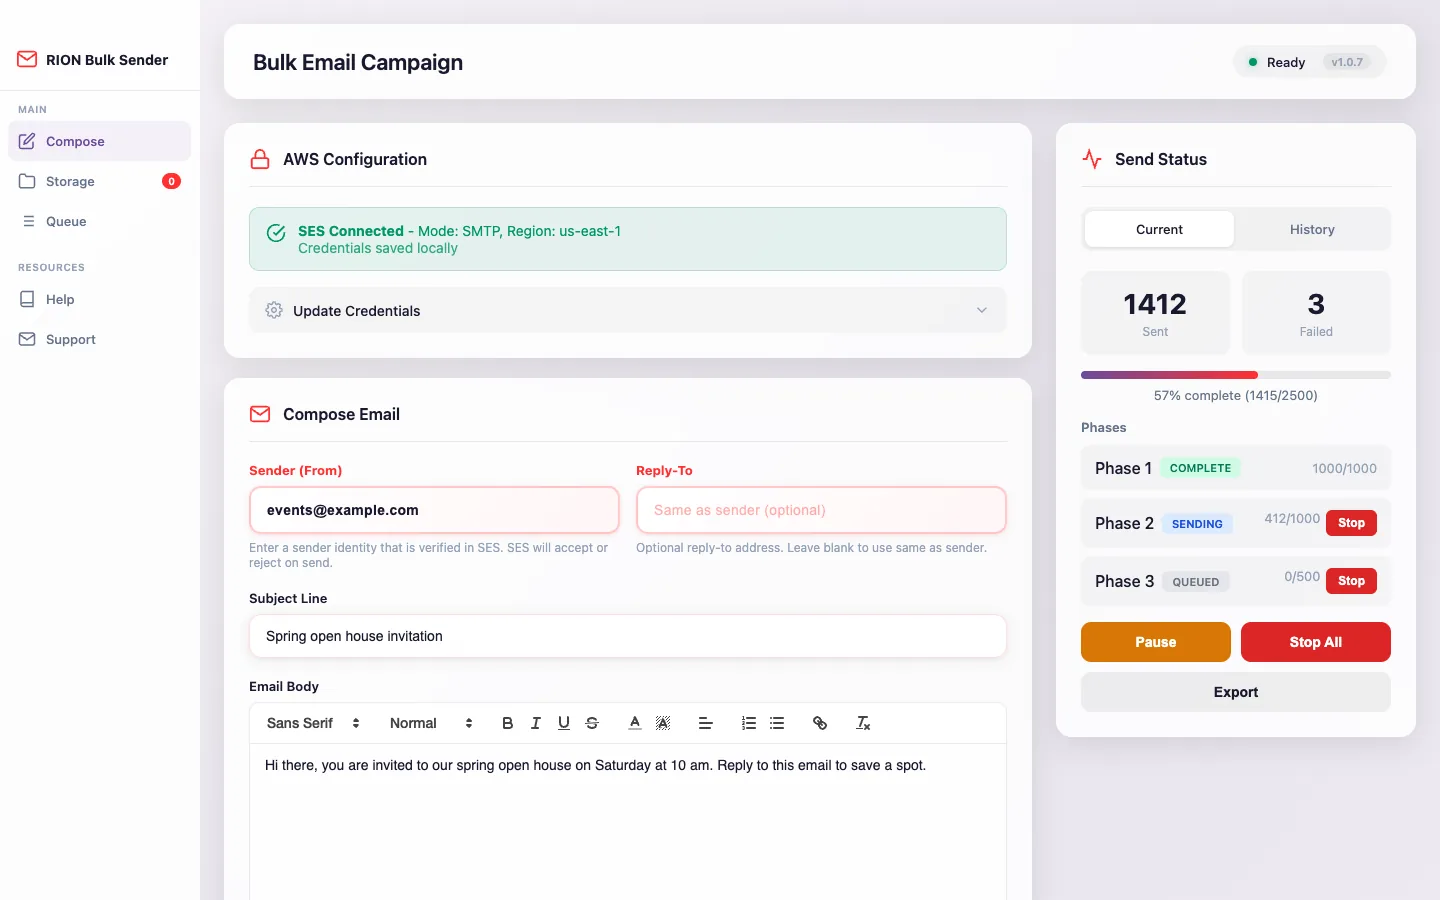 RION Bulk Sender
MAIN
Compose
Storage 0
Queue
RESOURCES
Help
Support
Bulk Email Campaign
Ready v1.0.7
AWS Configuration
SES Connected - Mode: SMTP, Region: us-east-1
Credentials saved locally
Update Credentials
Compose Email
Sender (From)
events@example.com
Enter a sender identity that is verified in SES. SES will accept or
reject on send.
Reply-To
Same as sender (optional)
Optional reply-to address. Leave blank to use same as sender.
Subject Line
Spring open house invitation
Email Body
Sans Serif Normal
Hi there, you are invited to our spring open house on Saturday at 10 am. Reply to this email to save a spot.
Send Status
Current History
1412 Sent
3 Failed
57% complete (1415/2500)
Phases
Phase 1 COMPLETE 1000/1000
Phase 2 SENDING 412/1000 Stop
Phase 3 QUEUED 0/500 Stop
Pause Stop All
Export